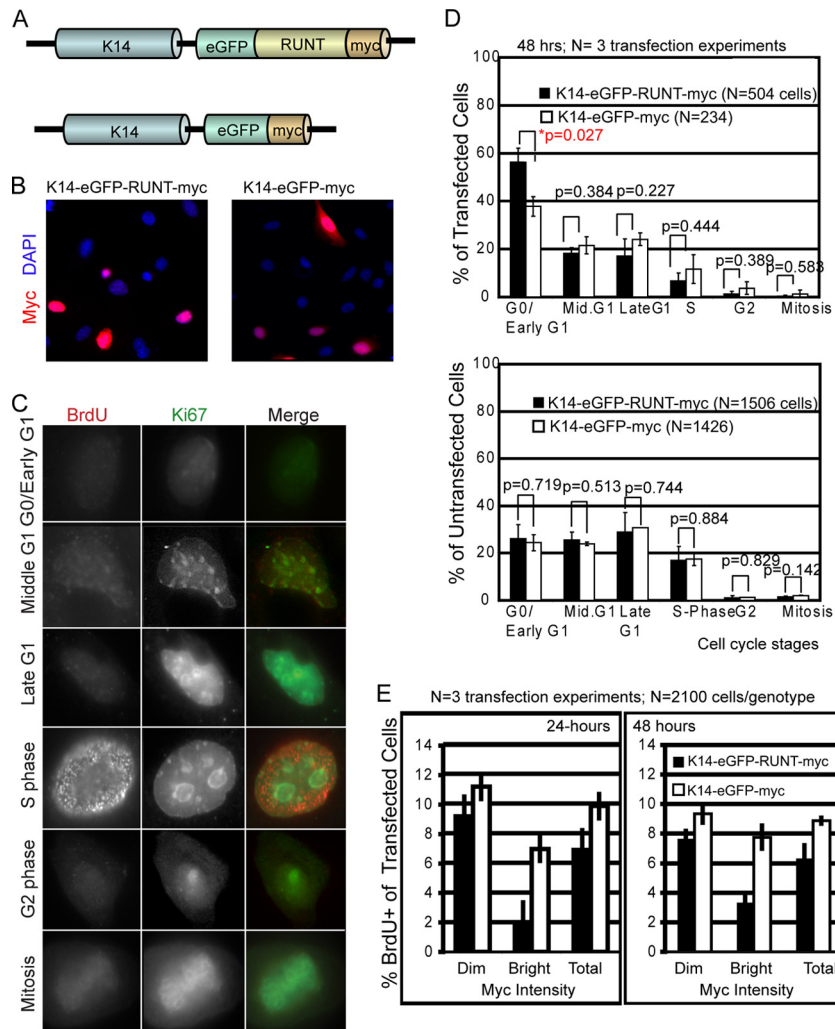 A
K14 eGFP RUNT myc
K14 eGFP myc
B
K14-eGFP-RUNT-myc K14-eGFP-myc
Myc DAPI
C
BrdU Ki67 Merge
G0/Early G1
Middle G1
Late G1
S phase
G2 phase
Mitosis
D
48 hrs; N= 3 transfection experiments
% of Transfected Cells
100
80
60
40
20
0
K14-eGFP-RUNT-myc (N=504 cells)
K14-eGFP-myc (N=234)
*p=0.027
p=0.384 p=0.227
p=0.444
p=0.389
p=0.583
G0/ Mid.G1 LateG1 S G2 Mitosis
Early G1
% of Untransfected Cells
100
80
60
40
20
0
K14-eGFP-RUNT-myc (N=1506 cells)
K14-eGFP-myc (N=1426)
p=0.719 p=0.513 p=0.744
p=0.884
p=0.829
p=0.142
G0/ Mid.G1 Late S-PhaseG2 Mitosis
Early G1 G1
Cell cycle stages
E
N=3 transfection experiments; N=2100 cells/genotype
% BrdU+ of Transfected Cells
24-hours
14
12
10
8
6
4
2
0
Dim Bright Total
Myc Intensity
48 hours
14
12
10
8
6
4
2
0
K14-eGFP-RUNT-myc
K14-eGFP-myc
Dim Bright Total
Myc Intensity